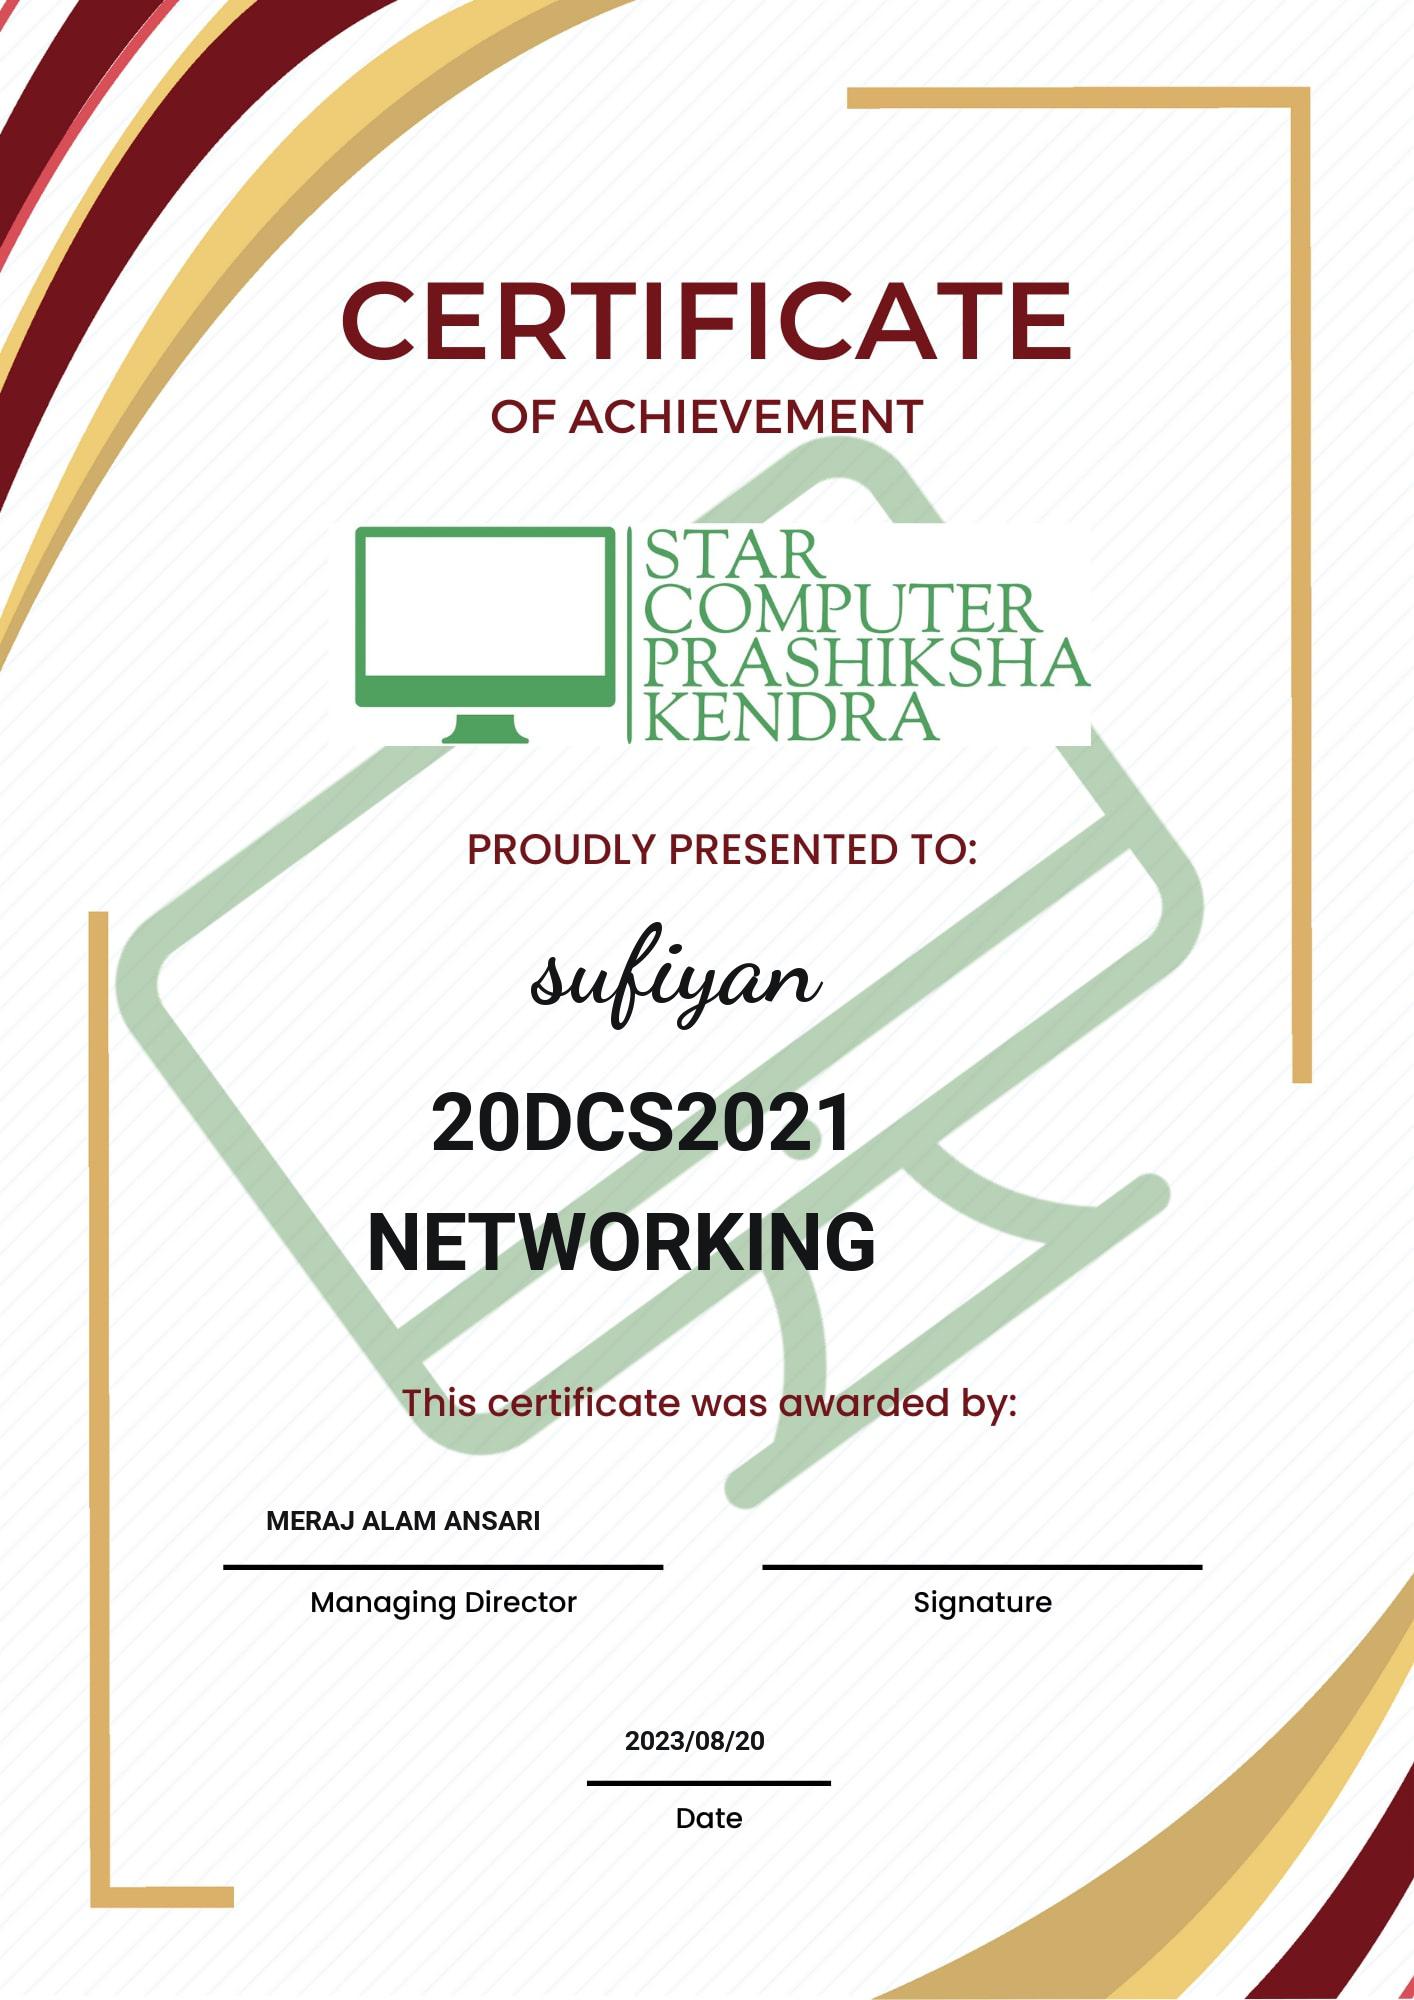 CERTIFICATE
OF ACHIEVEMENT
STAR
COMPUTER
PRASHIKSHA
KENDRA
PROUDLY PRESENTED TO:
sufiyan
20DCS2021
NETWORKING
This certificate was awarded by:
MERAJ ALAM ANSARI
Managing Director
Signature
2023/08/20
Date